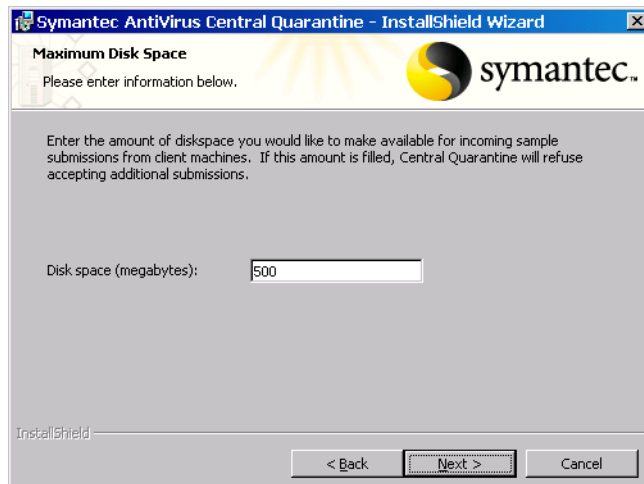 Symantec AntiVirus Central Quarantine - InstallShield Wizard
Maximum Disk Space
Please enter information below.
symantec™
Enter the amount of diskspace you would like to make available for incoming sample
submissions from client machines. If this amount is filled, Central Quarantine will refuse
accepting additional submissions.
Disk space (megabytes): 500
InstallShield
< Back Next > Cancel